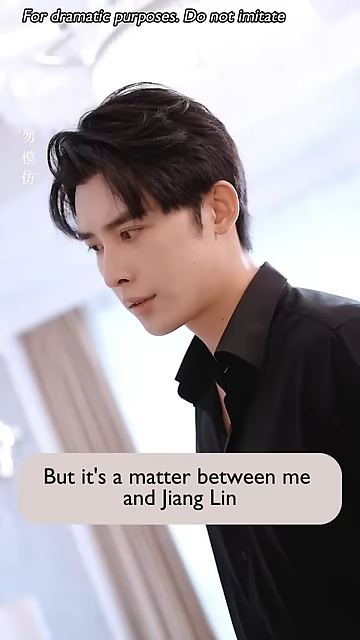 For dramatic purposes. Do not imitate
勿模仿
But it's a matter between me
and Jiang Lin